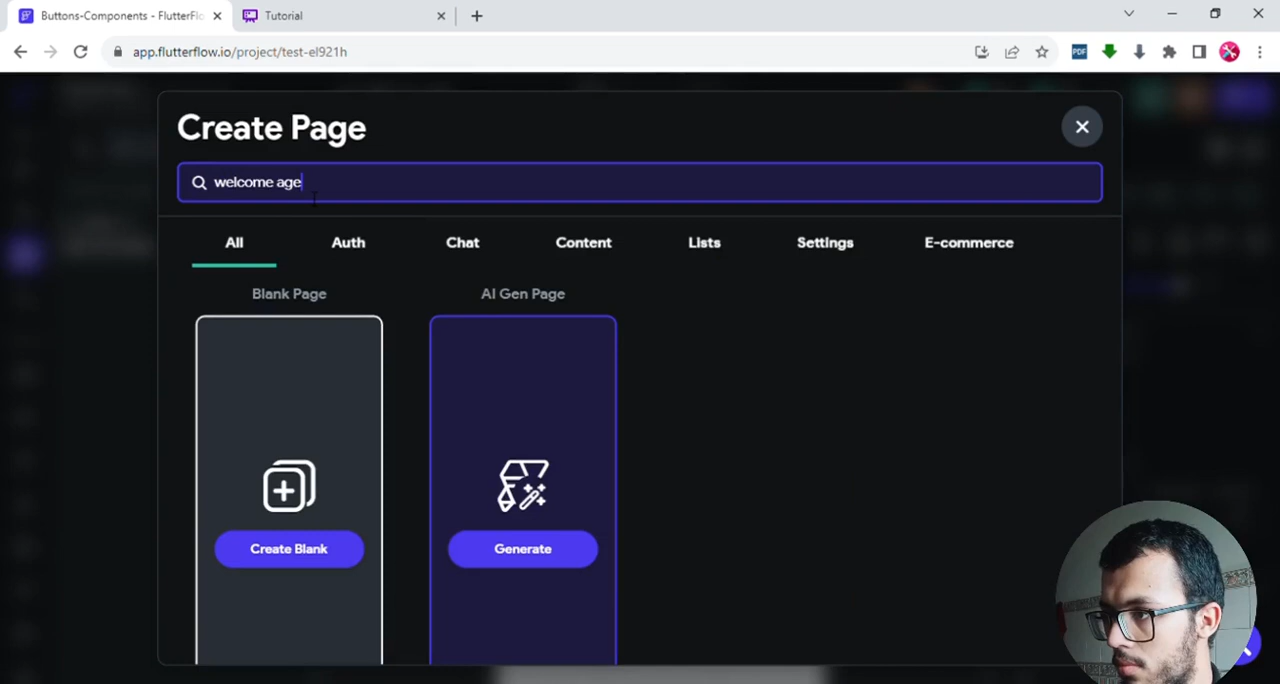 Buttons-Components - FlutterFlo
Tutorial
app.flutterflow.io/project/test-el921h
PDF
Create Page
welcome age
All
Auth
Chat
Content
Lists
Settings
E-commerce
Blank Page
AI Gen Page
Create Blank
Generate